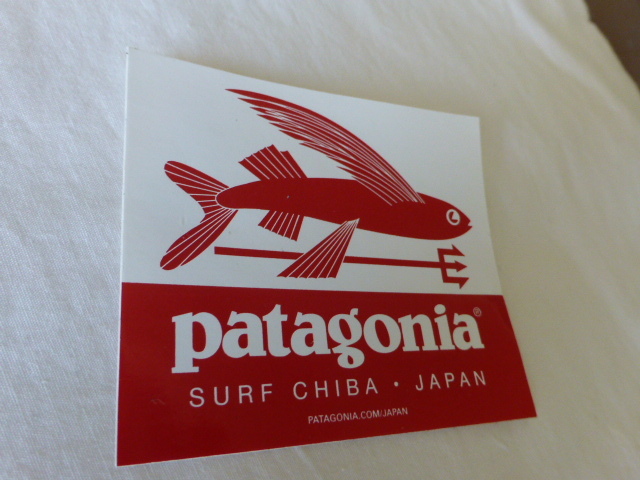 patagonia®
SURF CHIBA • JAPAN
PATAGONIA.COM/JAPAN